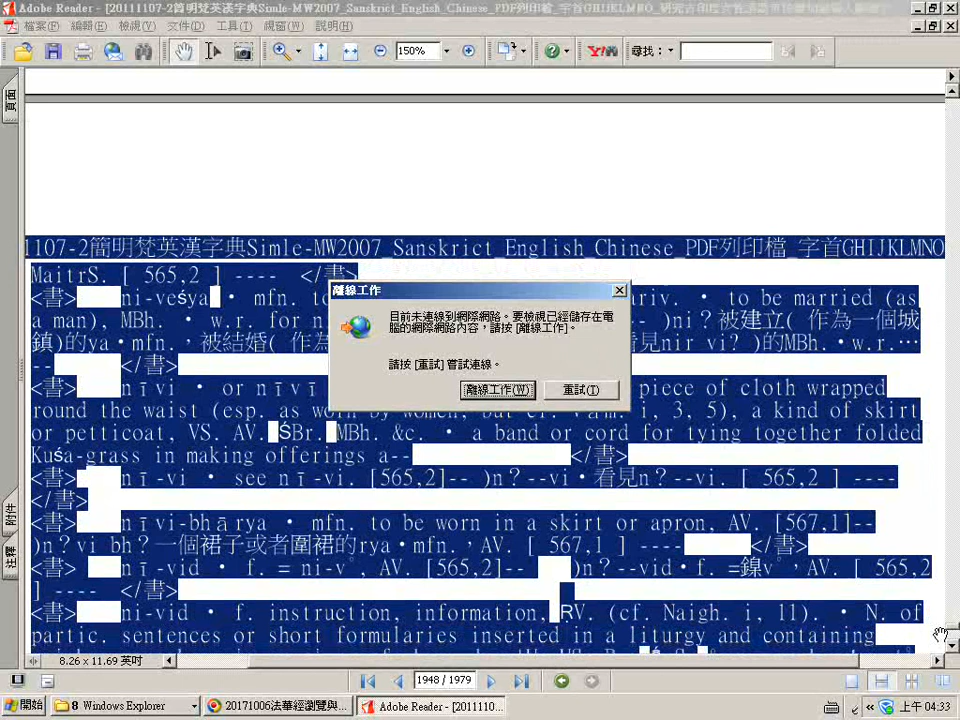 Adobe Reader - [20111107-2簡明梵英漢字典Simle-MW2007_Sanskrict_English_Chinese_PDF列印檔_字首GHIJKLMNO_
檔案(F) 編輯(E) 檢視(V) 文件(D) 工具(T) 視窗(W) 說明(H)
150% 尋找：
頁面
1107-2簡明梵英漢字典Simle-MW2007_Sanskrict_English_Chinese_PDF列印檔_字首GHIJKLMNO
MaitrS. [ 565,2 ] ---- </書>
<書> ni-veśya • mfn. to ariv. • to be married (as
a man), MBh. • w.r. for n )ni？被建立( 作為一個城
鎮)的ya•mfn.，被結婚( 作為 看見nir vi? )的MBh.•w.r.…
-- </書>
<書> nīvi • or nīvī piece of cloth wrapped
round the waist (esp. as worn by women, but cf. Vām. i, 3, 5), a kind of skirt
or petticoat, VS. AV. ŚBr. MBh. &c. • a band or cord for tying together folded
Kuśa-grass in making offerings a-- </書>
<書> nī-vi • see nī-vi. [565,2]-- )n？--vi•看見n？--vi. [ 565,2 ] ----
</書>
<書> nīvi-bhārya • mfn. to be worn in a skirt or apron, AV. [567,1]--
)n？vi bh？一個裙子或者圍裙的rya•mfn.，AV. [ 567,1 ] ---- </書>
<書> nī-vid • f. = ni-v°, AV. [565,2]-- )n？--vid•f. =鎳v°，AV. [ 565,2
] ---- </書>
<書> ni-vid • f. instruction, information, ṚV. (cf. Naigh. i, 11). • N. of
partic. sentences or short formularies inserted in a liturgy and containing
離線工作
目前未連線到網際網路。要檢視已經儲存在電
腦的網際網路內容，請按 [離線工作]。
請按 [重試] 嘗試連線。
離線工作(W) 重試(T)
附件
注釋
8.26 x 11.69 英吋
1948 / 1979
開始 8 Windows Explorer 20171006法華經瀏覽與... Adobe Reader - [2011110... 上午 04:33